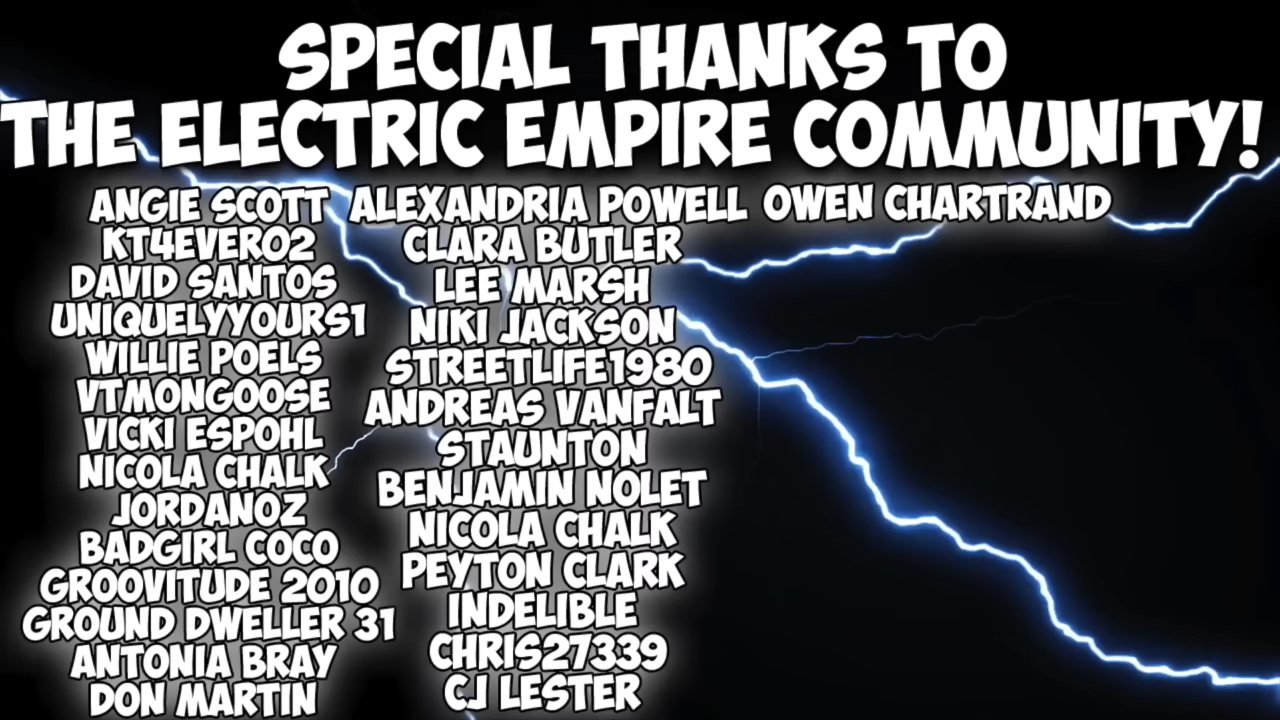 SPECIAL THANKS TO
THE ELECTRIC EMPIRE COMMUNITY!
ANGIE SCOTT
KT4EVER02
DAVID SANTOS
UNIQUELYYOURS1
WILLIE POELS
VTMONGOOSE
VICKI ESPOHL
NICOLA CHALK
JORDANOZ
BADGIRL COCO
GROOVITUDE 2010
GROUND DWELLER 31
ANTONIA BRAY
DON MARTIN
ALEXANDRIA POWELL
CLARA BUTLER
LEE MARSH
NIKI JACKSON
STREETLIFE1980
ANDREAS VANFALT
STAUNTON
BENJAMIN NOLET
NICOLA CHALK
PEYTON CLARK
INDELIBLE
CHRIS27339
CJ LESTER
OWEN CHARTRAND